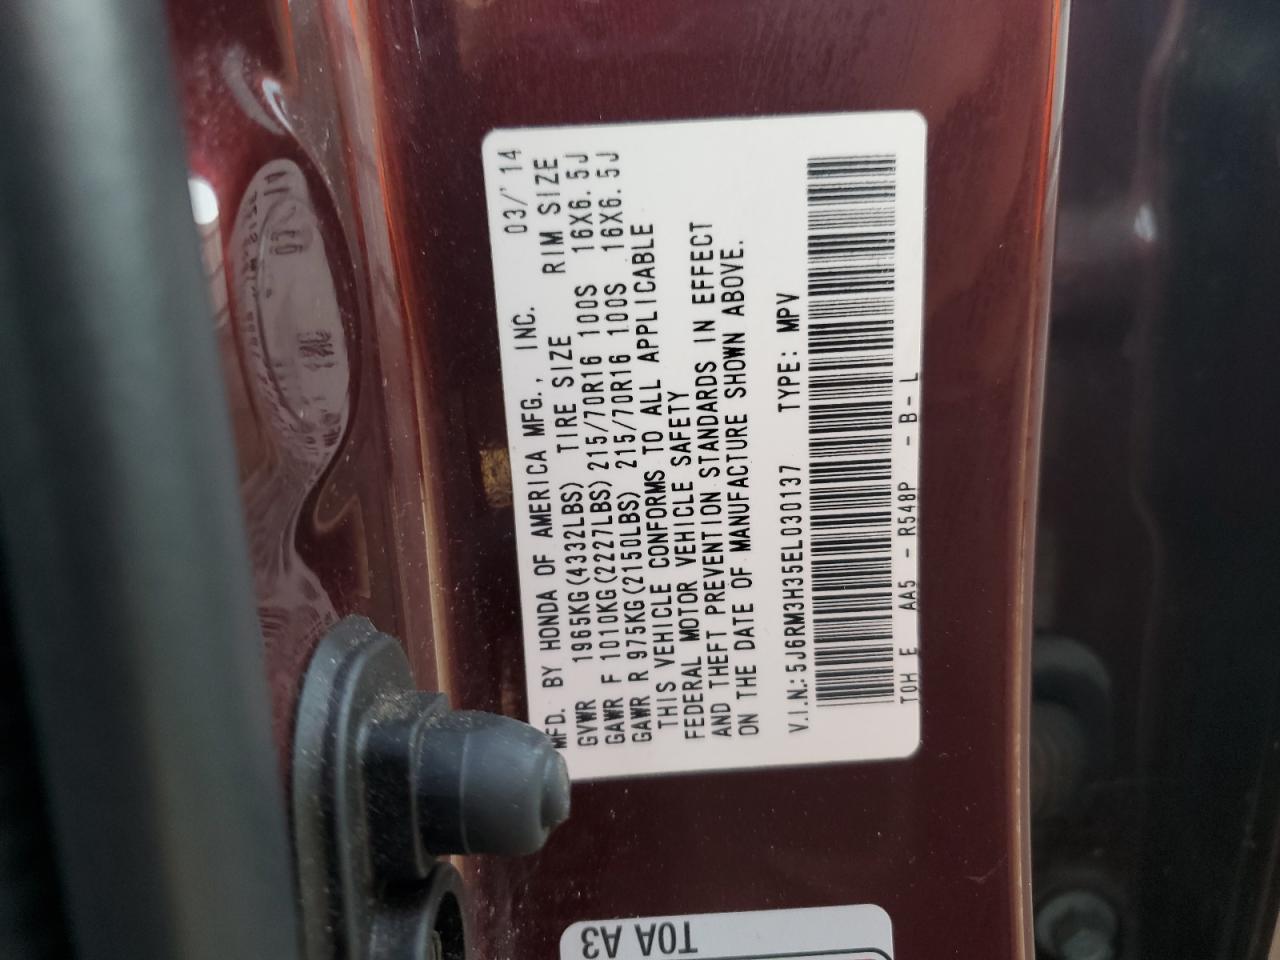 MFD. BY HONDA OF AMERICA MFG., INC. 03/'14
GVWR 1965KG(4332LBS) TIRE SIZE RIM SIZE
GAWR F 1010KG(2227LBS) 215/70R16 100S 16X6.5J
GAWR R 975KG(2150LBS) 215/70R16 100S 16X6.5J
THIS VEHICLE CONFORMS TO ALL APPLICABLE
FEDERAL MOTOR VEHICLE SAFETY
AND THEFT PREVENTION STANDARDS IN EFFECT
ON THE DATE OF MANUFACTURE SHOWN ABOVE.
V.I.N.: 5J6RM3H35EL030137 TYPE: MPV
T0H E AA5 - R548P - B - L
T0A A3